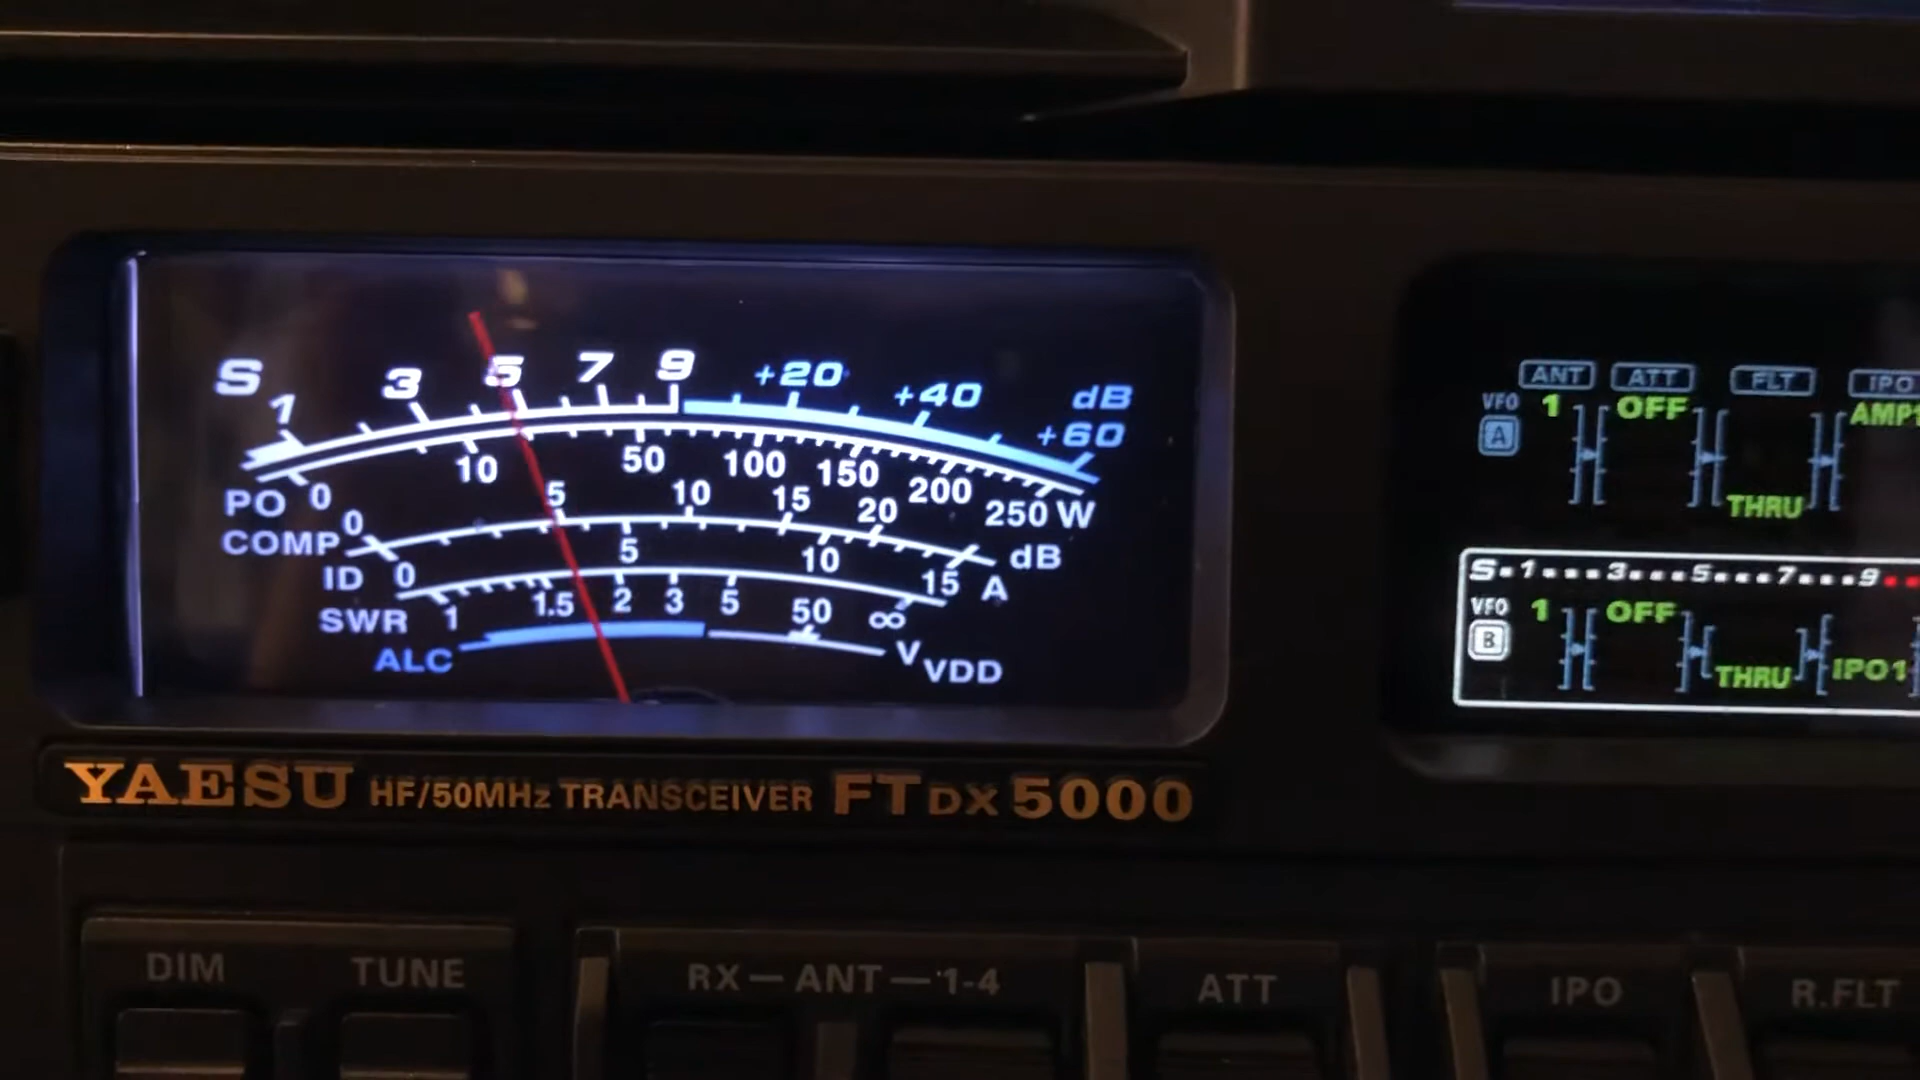 S 1 3 5 7 9 +20 +40 +60 dB
PO 0 10 50 100 150 200 250 W
COMP 0 5 10 15 20 dB
ID 0 5 10 15 A
SWR 1 1.5 2 3 5 50 ∞
ALC V VDD
YAESU HF/50MHz TRANSCEIVER FT DX 5000
ANT ATT FLT IPO
VFO A 1 OFF THRU AMP1
S 1 3 5 7 9
VFO B 1 OFF THRU IPO1
DIM TUNE RX-ANT-1-4 ATT IPO R.FLT